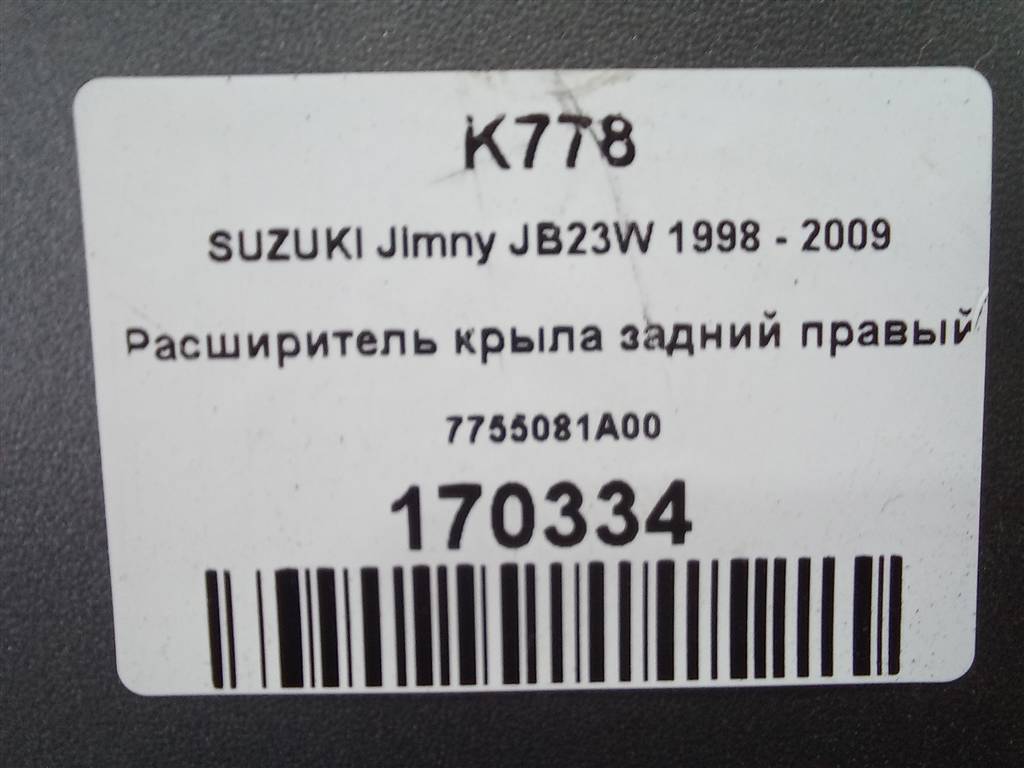 K778
SUZUKI JImny JB23W 1998 - 2009
Расширитель крыла задний правый
7755081A00
170334